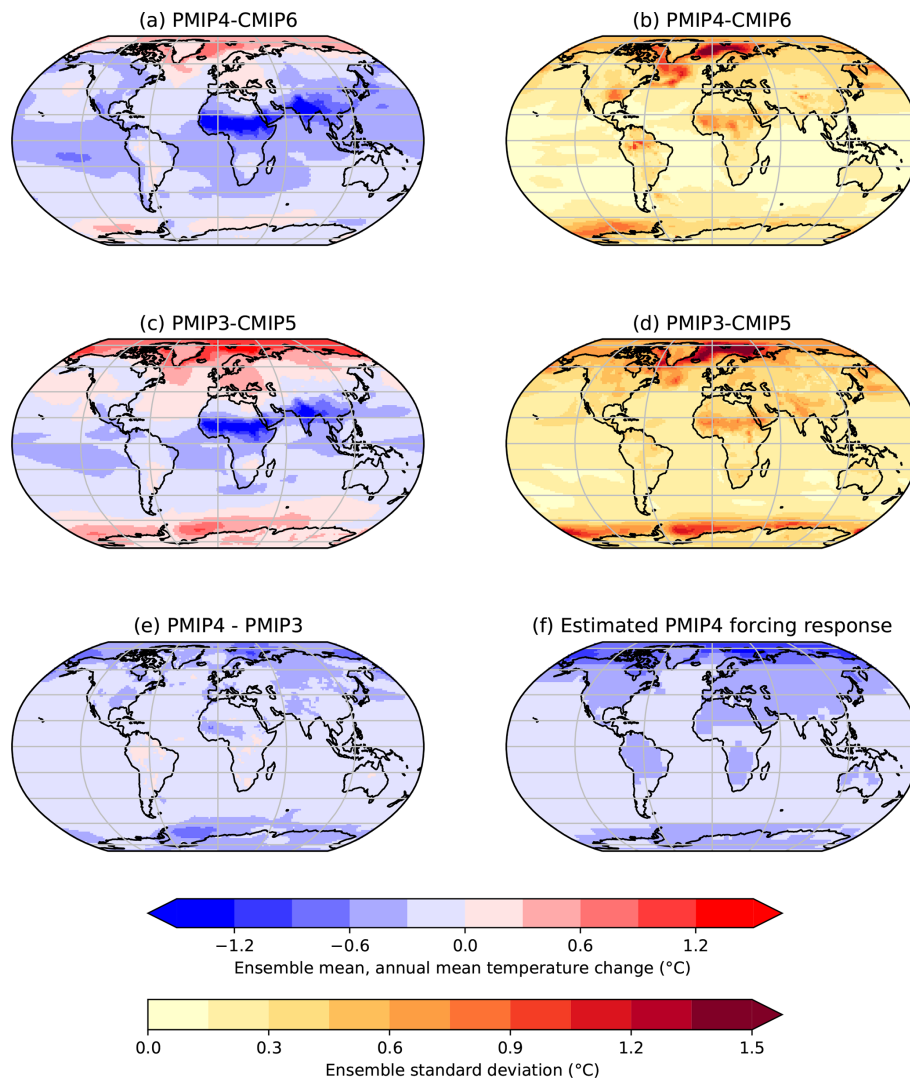 (a) PMIP4-CMIP6
(b) PMIP4-CMIP6
(c) PMIP3-CMIP5
(d) PMIP3-CMIP5
(e) PMIP4 - PMIP3
(f) Estimated PMIP4 forcing response
−1.2 −0.6 0.0 0.6 1.2
Ensemble mean, annual mean temperature change (°C)
0.0 0.3 0.6 0.9 1.2 1.5
Ensemble standard deviation (°C)